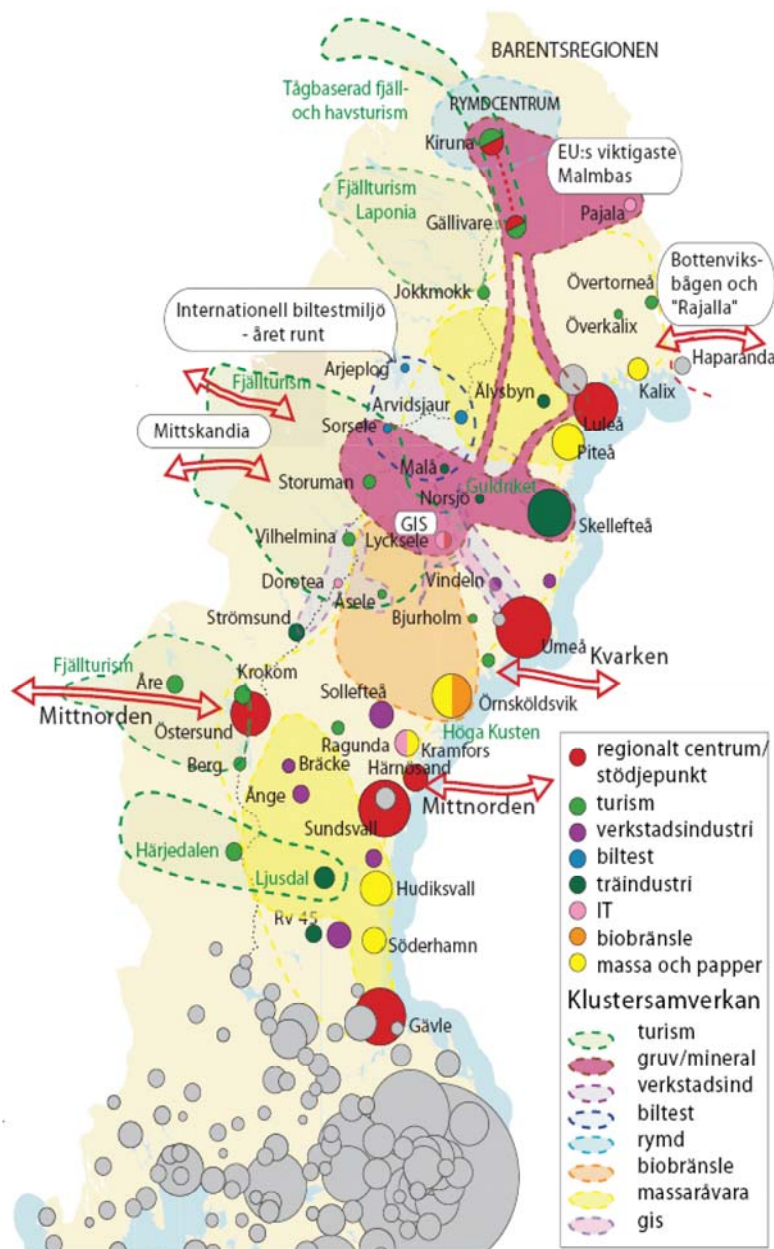 BARENTSREGIONEN
Tågbaserad fjäll-
och havsturism
RYMDCENTRUM
Kiruna
EU:s viktigaste
Malmbas
Fjällturism
Laponia
Pajala
Gällivare
Bottenviks-
bågen och
"Rajalla"
Övertorneå
Jokkmokk
Internationell biltestmiljö
- året runt
Överkalix
Haparanda
Arjeplog
Fjällturism
Kalix
Älvsbyn
Arvidsjaur
Luleå
Sorsele
Mittskandia
Piteå
Malå
Storuman
Guldriket
Norsjö
Skellefteå
GIS
Vilhelmina
Lycksele
Dorotea
Vindeln
Åsele
Strömsund
Bjurholm
Umeå
Kvarken
Fjällturism
Åre
Krokom
Mittnorden
Sollefteå
Örnsköldsvik
Östersund
Ragunda
Höga Kusten
Kramfors
Berg
Bräcke
Härnösand
Ånge
Mittnorden
Sundsvall
Härjedalen
Ljusdal
Hudiksvall
Rv 45
Söderhamn
Gävle
regionalt centrum/
stödjepunkt
turism
verkstadsindustri
biltest
träindustri
IT
biobränsle
massa och papper
Klustersamverkan
turism
gruv/mineral
verkstadsind
biltest
rymd
biobränsle
massaråvara
gis